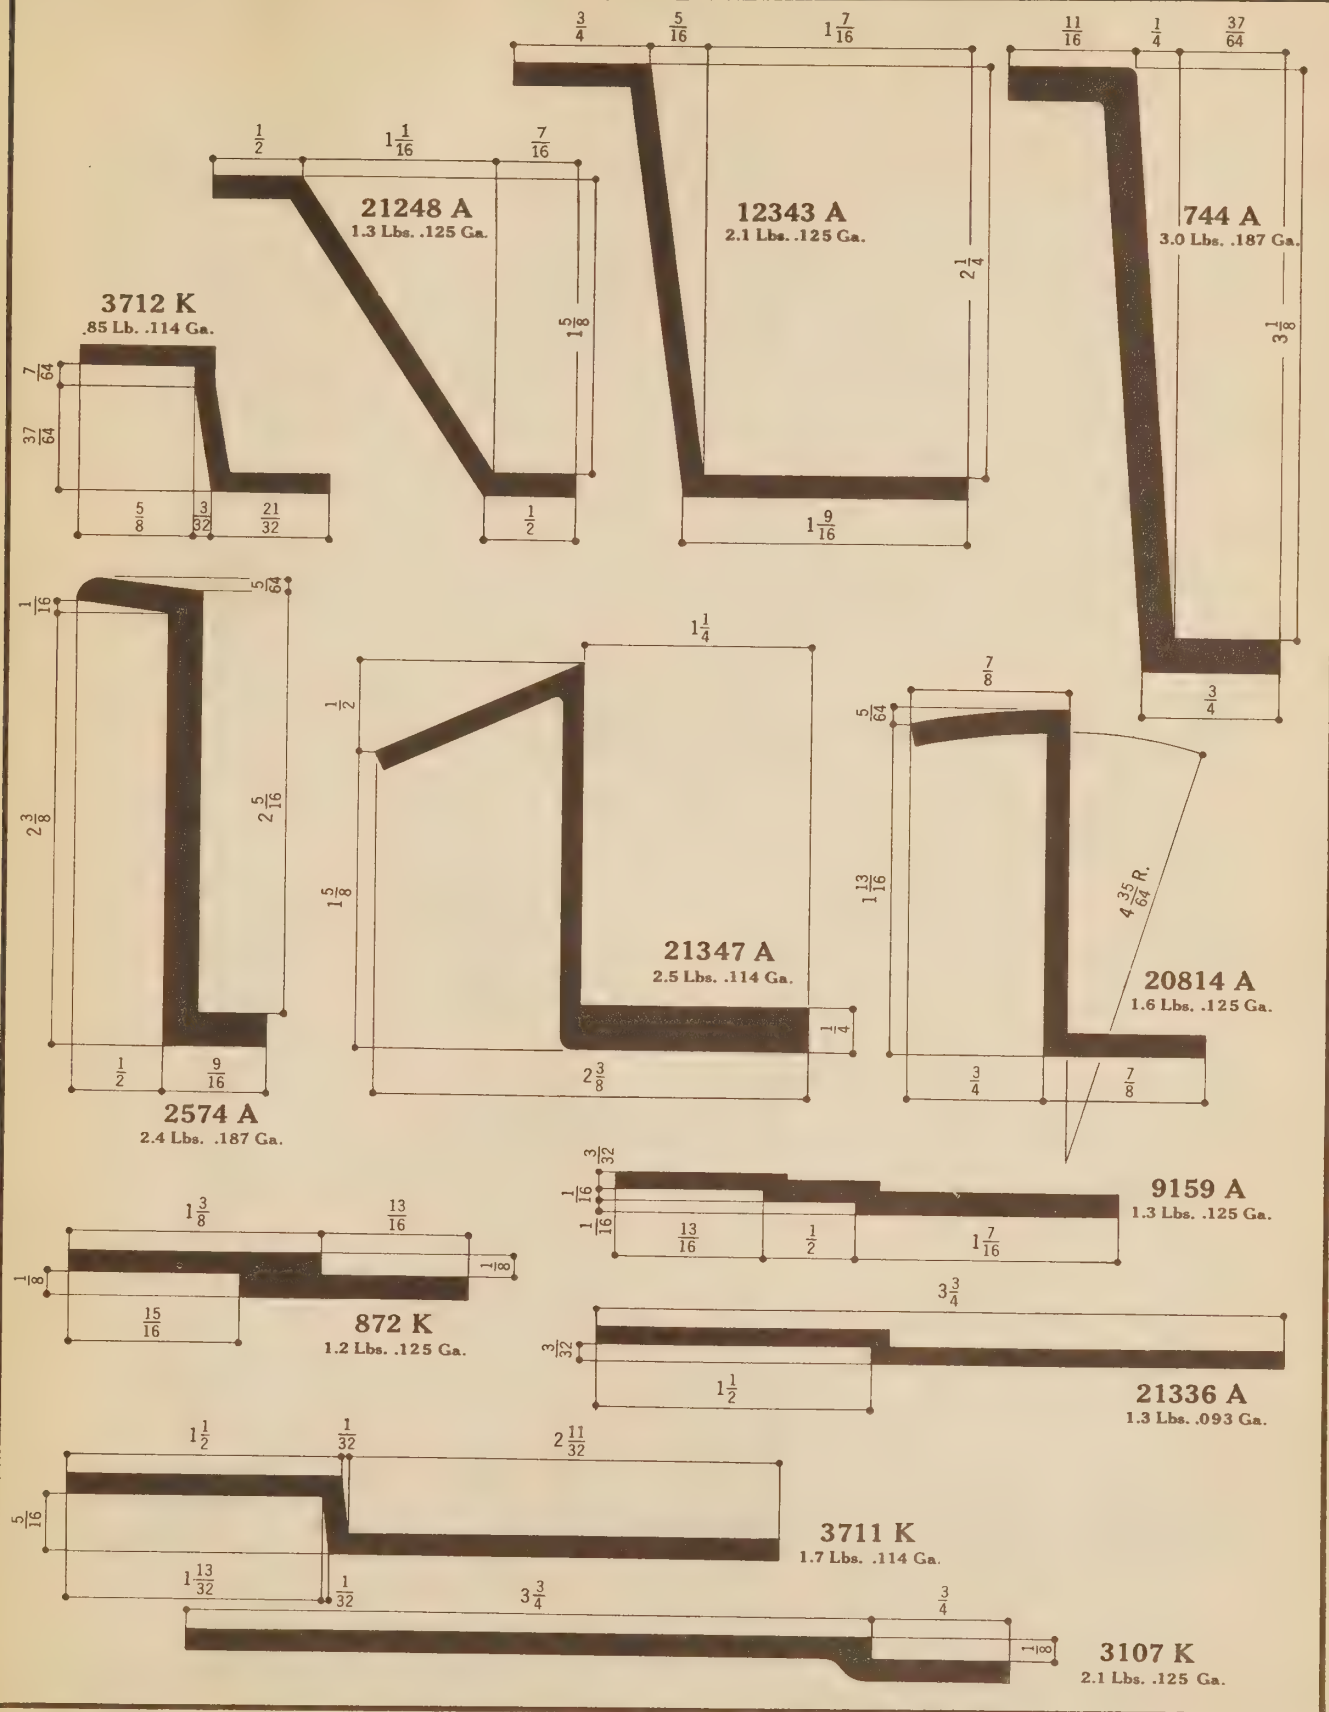 3/4
5/16
1 7/16
11/16
1/4
37/64
1/2
1 1/16
7/16
21248 A
1.3 Lbs. .125 Ga.
1 5/8
1/2
12343 A
2.1 Lbs. .125 Ga.
2 1/4
1 9/16
744 A
3.0 Lbs. .187 Ga.
3 1/8
3/4
3712 K
.85 Lb. .114 Ga.
7/64
37/64
5/8
3/32
21/32
5/64
1/16
2 3/8
2 5/16
1/2
9/16
2574 A
2.4 Lbs. .187 Ga.
1 1/4
1/2
1 5/8
21347 A
2.5 Lbs. .114 Ga.
1/4
2 3/8
7/8
5/64
1 13/16
4 35/64 R.
20814 A
1.6 Lbs. .125 Ga.
3/4
7/8
3/32
1/16
1/16
13/16
1/2
1 7/16
9159 A
1.3 Lbs. .125 Ga.
1 3/8
13/16
1/8
1/8
15/16
872 K
1.2 Lbs. .125 Ga.
3 3/4
3/32
1 1/2
21336 A
1.3 Lbs. .093 Ga.
1 1/2
1/32
2 11/32
5/16
1 13/32
1/32
3711 K
1.7 Lbs. .114 Ga.
3 3/4
3/4
1/8
3107 K
2.1 Lbs. .125 Ga.